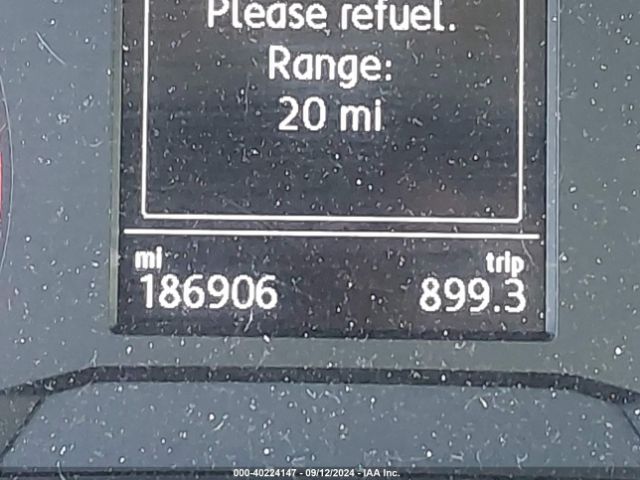 Please refuel.
Range:
20 mi
mi trip
186906 899.3
000-40224147 - 09/12/2024 - IAA Inc.